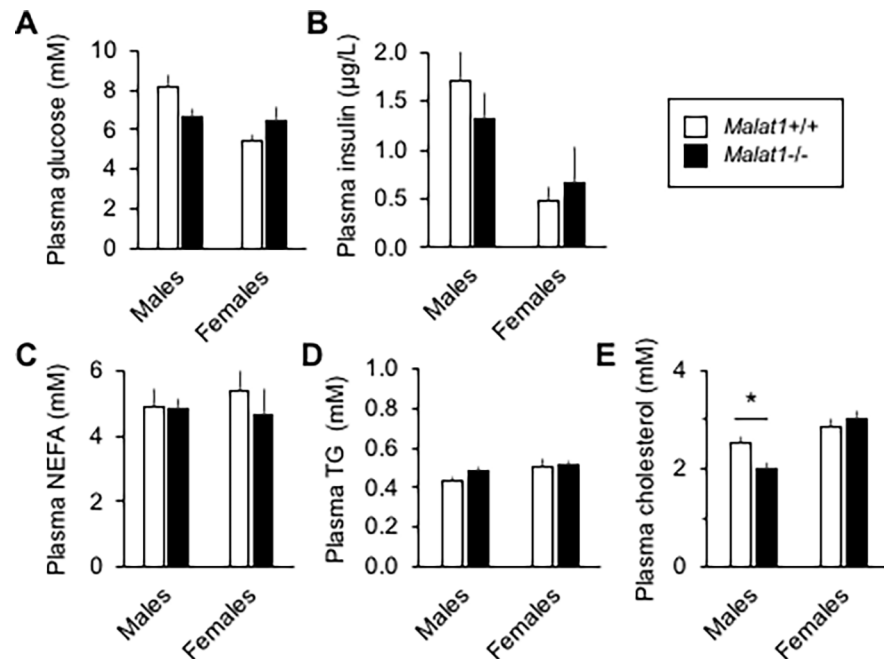 A
Plasma glucose (mM)
10
8
6
4
2
0
Males
Females
B
Plasma insulin (µg/L)
2.0
1.5
1.0
0.5
0.0
Males
Females
Malat1+/+
Malat1-/-
C
Plasma NEFA (mM)
6
4
2
0
Males
Females
D
Plasma TG (mM)
1.0
0.8
0.6
0.4
0.2
0.0
Males
Females
E
Plasma cholesterol (mM)
4
2
0
*
Males
Females